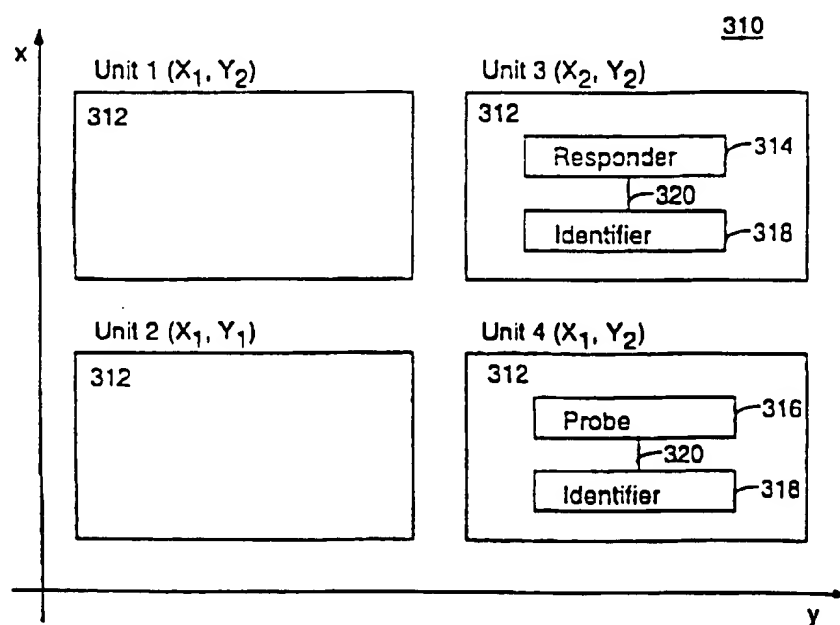 310
x
Unit 1 (X₁, Y₂)
312
Unit 3 (X₂, Y₂)
312
Responder
314
320
Identifier
318
Unit 2 (X₁, Y₁)
312
Unit 4 (X₁, Y₂)
312
Probe
316
320
Identifier
318
y